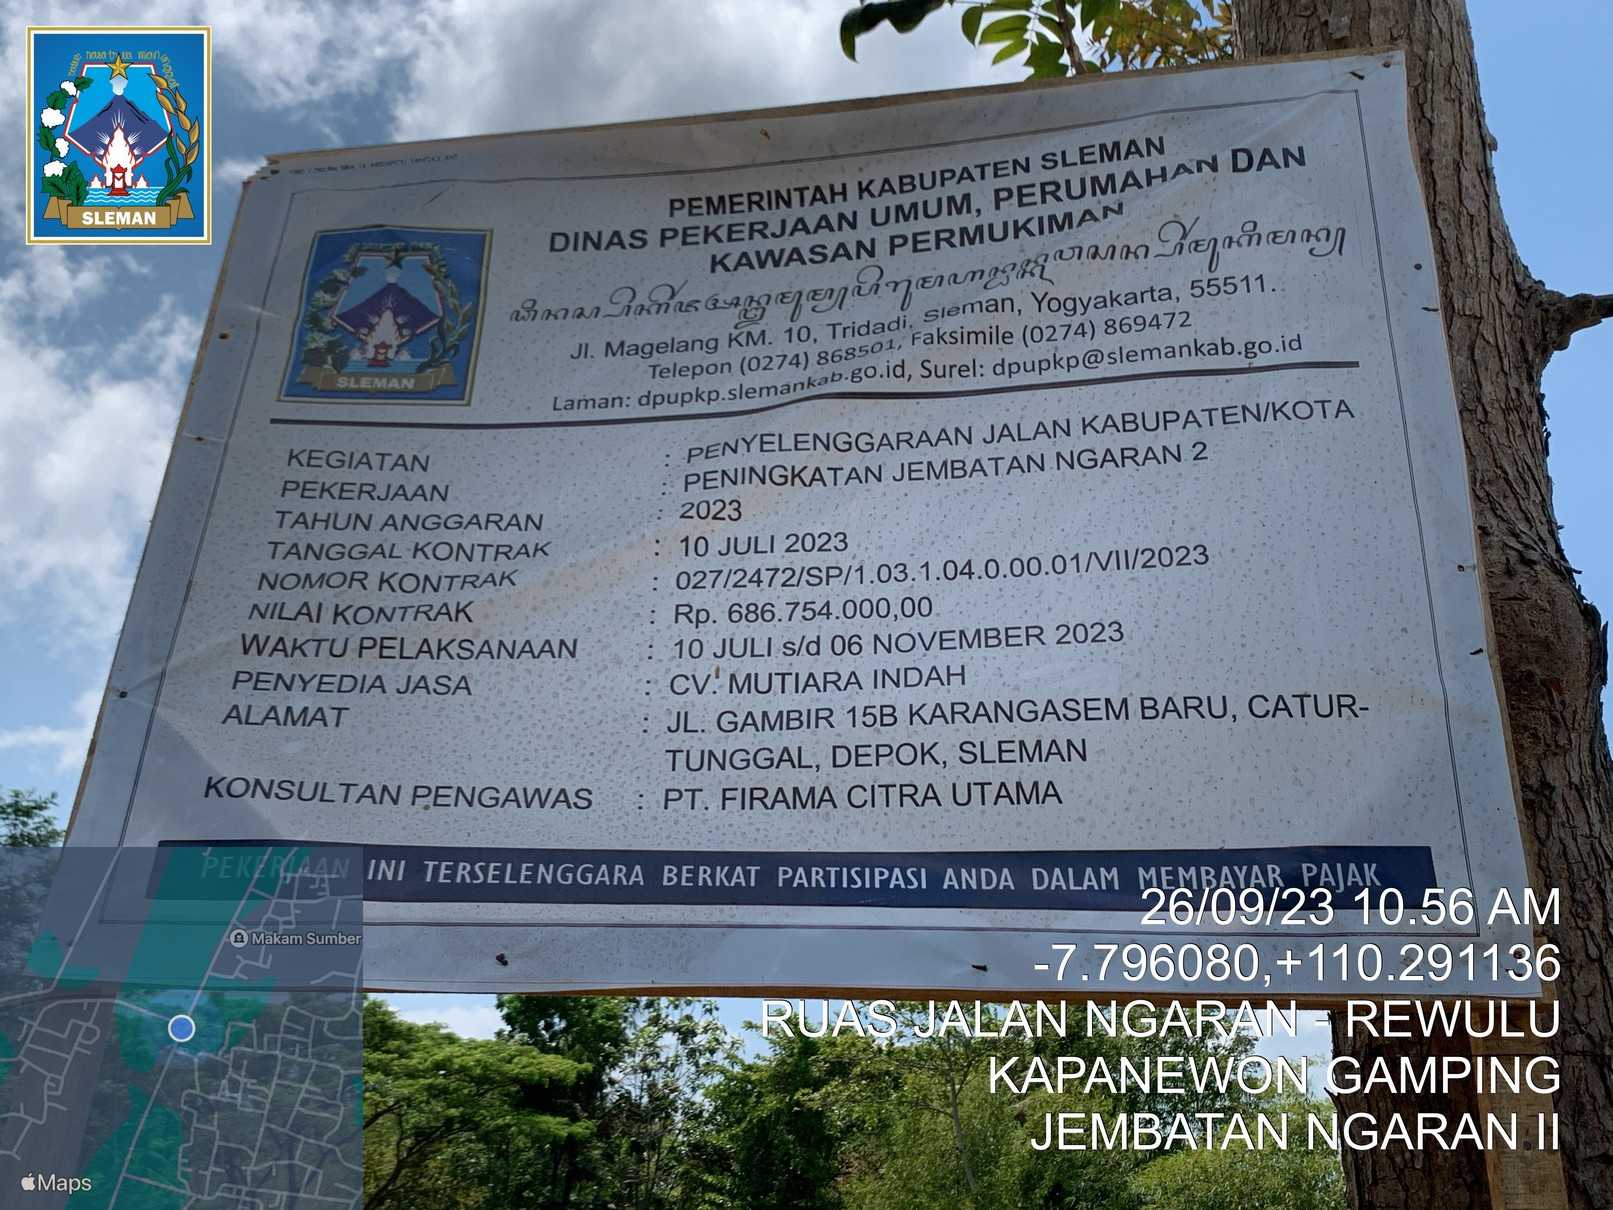 SLEMAN
PEMERINTAH KABUPATEN SLEMAN
DINAS PEKERJAAN UMUM, PERUMAHAN DAN
KAWASAN PERMUKIMAN
Jl. Magelang KM. 10, Tridadi, Sleman, Yogyakarta, 55511.
Telepon (0274) 868501, Faksimile (0274) 869472
Laman: dpupkp.slemankab.go.id, Surel: dpupkp@slemankab.go.id
SLEMAN
KEGIATAN : PENYELENGGARAAN JALAN KABUPATEN/KOTA
PEKERJAAN : PENINGKATAN JEMBATAN NGARAN 2
TAHUN ANGGARAN : 2023
TANGGAL KONTRAK : 10 JULI 2023
NOMOR KONTRAK : 027/2472/SP/1.03.1.04.0.00.01/VII/2023
NILAI KONTRAK : Rp. 686.754.000,00
WAKTU PELAKSANAAN : 10 JULI s/d 06 NOVEMBER 2023
PENYEDIA JASA : CV. MUTIARA INDAH
ALAMAT : JL. GAMBIR 15B KARANGASEM BARU, CATUR-
TUNGGAL, DEPOK, SLEMAN
KONSULTAN PENGAWAS : PT. FIRAMA CITRA UTAMA
PEKERJAAN INI TERSELENGGARA BERKAT PARTISIPASI ANDA DALAM MEMBAYAR PAJAK
26/09/23 10.56 AM
-7.796080,+110.291136
RUAS JALAN NGARAN - REWULU
KAPANEWON GAMPING
JEMBATAN NGARAN II
Makam Sumber
Maps